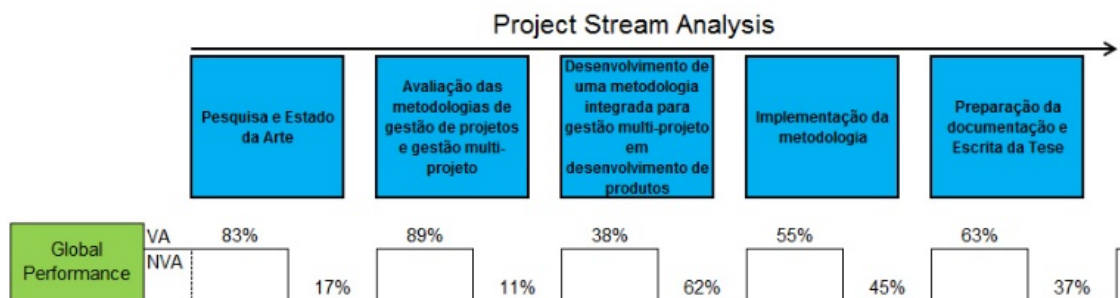 Project Stream Analysis
Pesquisa e Estado
da Arte
Avaliação das
metodologias de
gestão de projetos
e gestão multi-
projeto
Desenvolvimento de
uma metodologia
integrada para
gestão multi-projeto
em
desenvolvimento de
produtos
Implementação da
metodologia
Preparação da
documentação e
Escrita da Tese
Global
Performance
VA
NVA
83%
17%
89%
11%
38%
62%
55%
45%
63%
37%